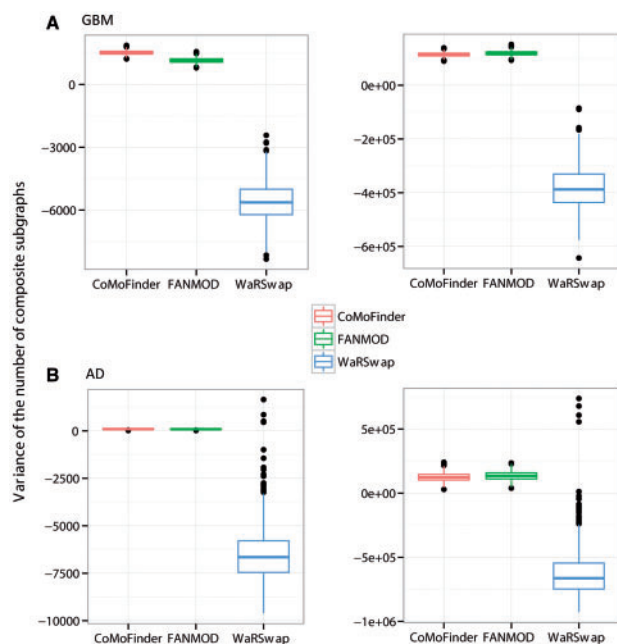 A GBM
Variance of the number of composite subgraphs
0
−3000
−6000
CoMoFinder FANMOD WaRSwap
0e+00
−2e+05
−4e+05
−6e+05
CoMoFinder FANMOD WaRSwap
CoMoFinder
FANMOD
WaRSwap
B AD
0
−2500
−5000
−7500
−10000
CoMoFinder FANMOD WaRSwap
5e+05
0e+00
−5e+05
−1e+06
CoMoFinder FANMOD WaRSwap